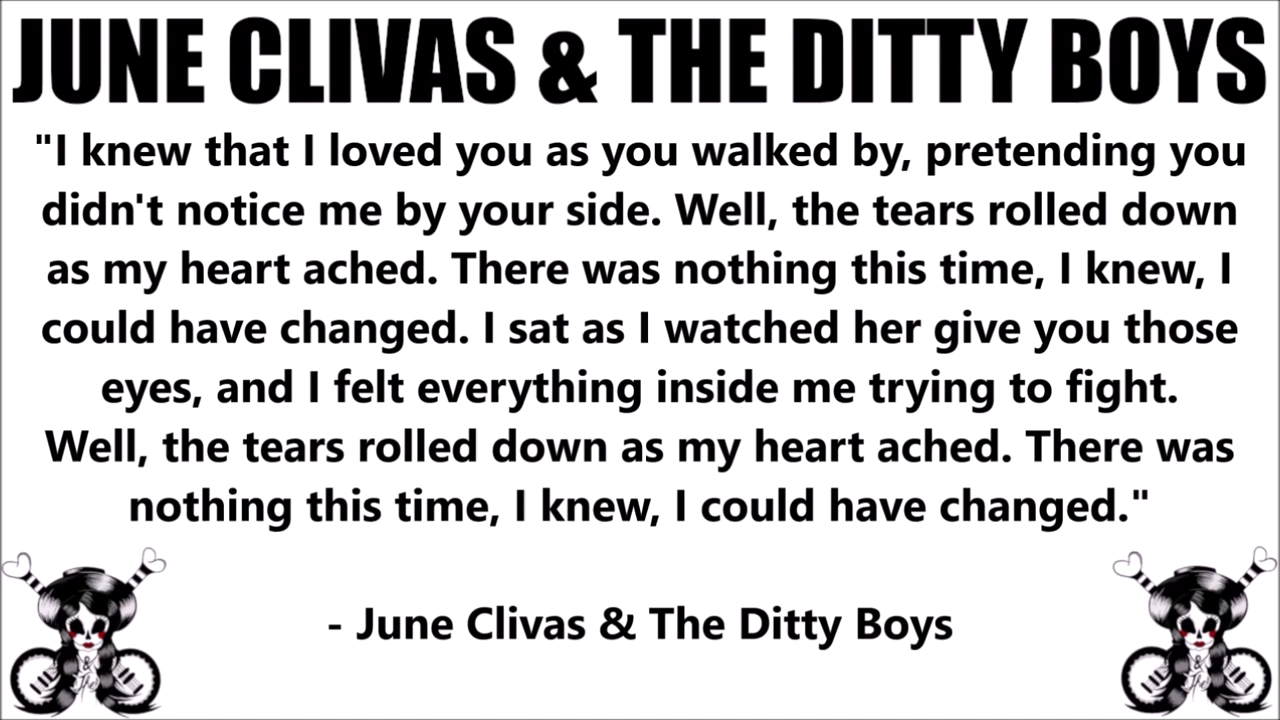 JUNE CLIVAS & THE DITTY BOYS
"I knew that I loved you as you walked by, pretending you
didn't notice me by your side. Well, the tears rolled down
as my heart ached. There was nothing this time, I knew, I
could have changed. I sat as I watched her give you those
eyes, and I felt everything inside me trying to fight.
Well, the tears rolled down as my heart ached. There was
nothing this time, I knew, I could have changed."
- June Clivas & The Ditty Boys